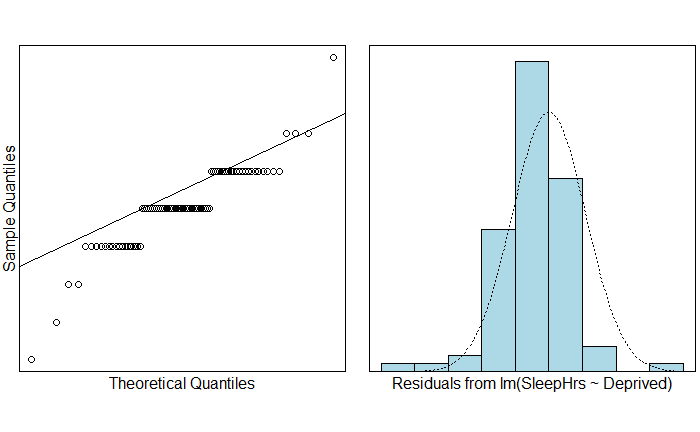 Sample Quantiles
Theoretical Quantiles
Residuals from lm(SleepHrs ~ Deprived)